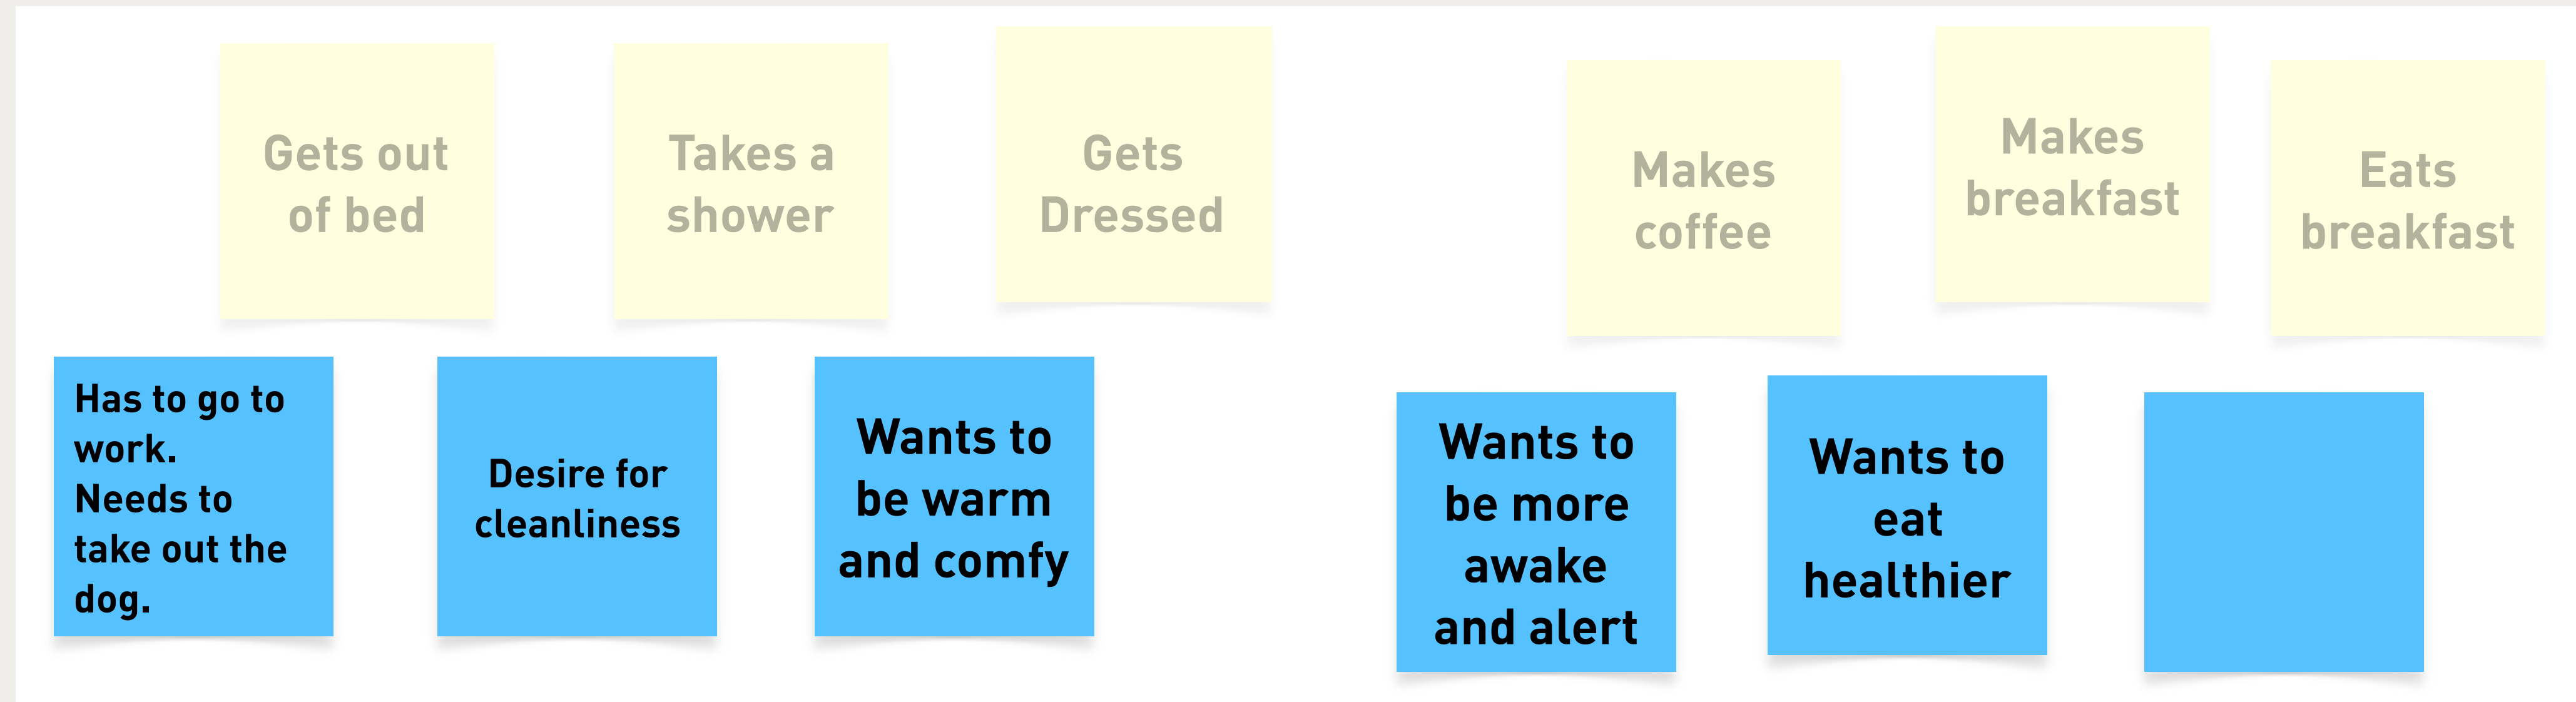 Gets out
of bed
Takes a
shower
Gets
Dressed
Makes
coffee
Makes
breakfast
Eats
breakfast
Has to go to
work.
Needs to
take out the
dog.
Desire for
cleanliness
Wants to
be warm
and comfy
Wants to
be more
awake
and alert
Wants to
eat
healthier